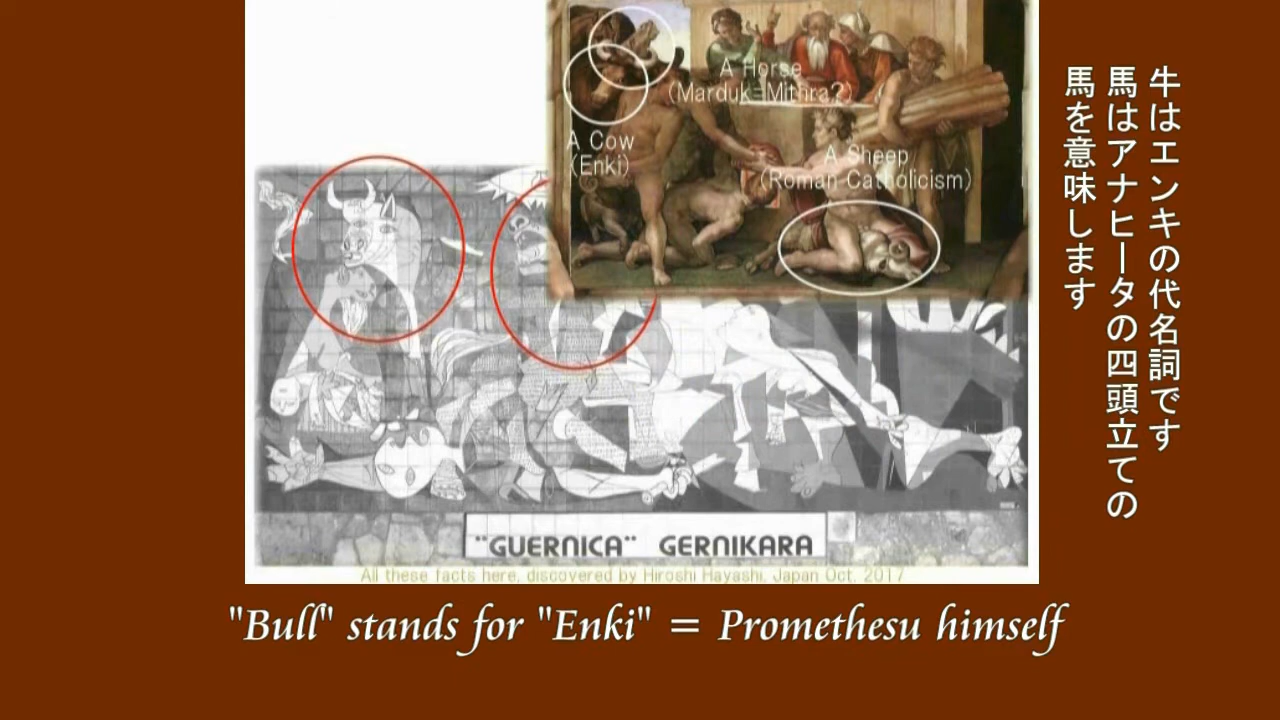 A Horse
(Marduk=Mithra?)
A Cow
(Enki)
A Sheep
(Roman Catholicism)
牛はエンキの代名詞です
馬はアナヒータの四頭立ての
馬を意味します
"GUERNICA" GERNIKARA
All these facts here, discovered by Hiroshi Hayashi, Japan Oct. 2017
"Bull" stands for "Enki" = Promethesu himself